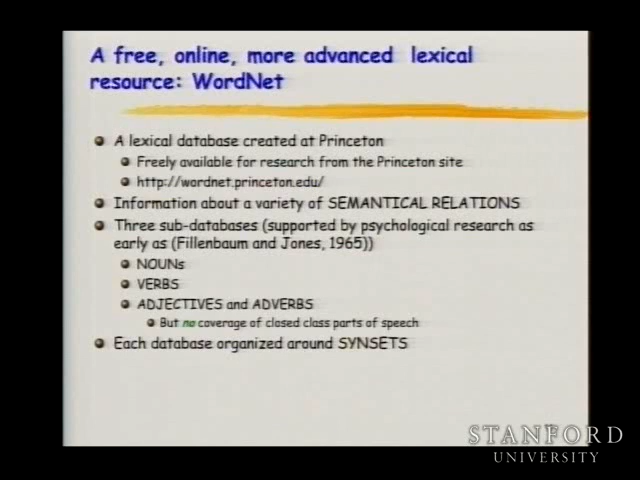 A free, online, more advanced lexical
resource: WordNet
A lexical database created at Princeton
Freely available for research from the Princeton site
http://wordnet.princeton.edu/
Information about a variety of SEMANTICAL RELATIONS
Three sub-databases (supported by psychological research as
early as (Fillenbaum and Jones, 1965))
NOUNs
VERBS
ADJECTIVES and ADVERBS
But no coverage of closed class parts of speech
Each database organized around SYNSETS
STANFORD
UNIVERSITY